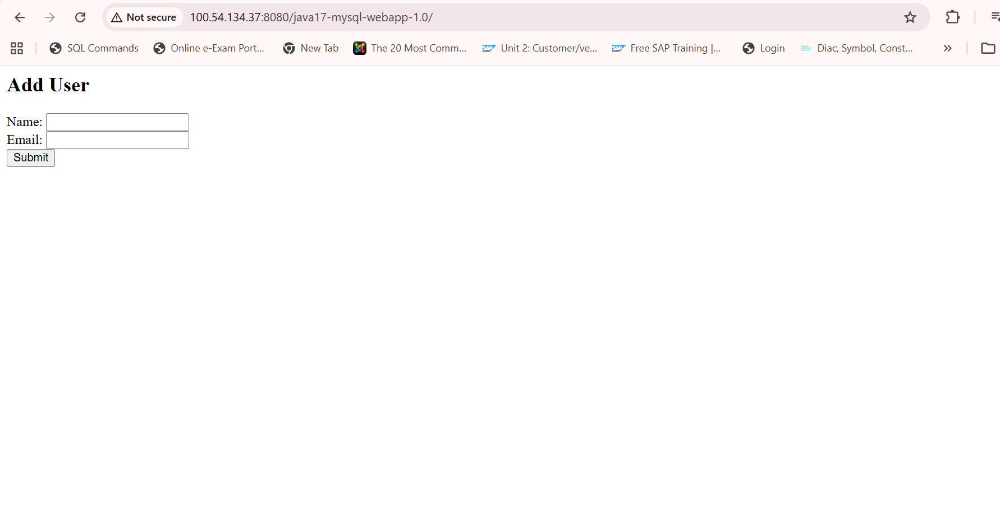 Not secure 100.54.134.37:8080/java17-mysql-webapp-1.0/
SQL Commands Online e-Exam Port... New Tab The 20 Most Comm... SAP Unit 2: Customer/ve... SAP Free SAP Training |... Login Diac, Symbol, Const... »
Add User
Name:
Email:
Submit